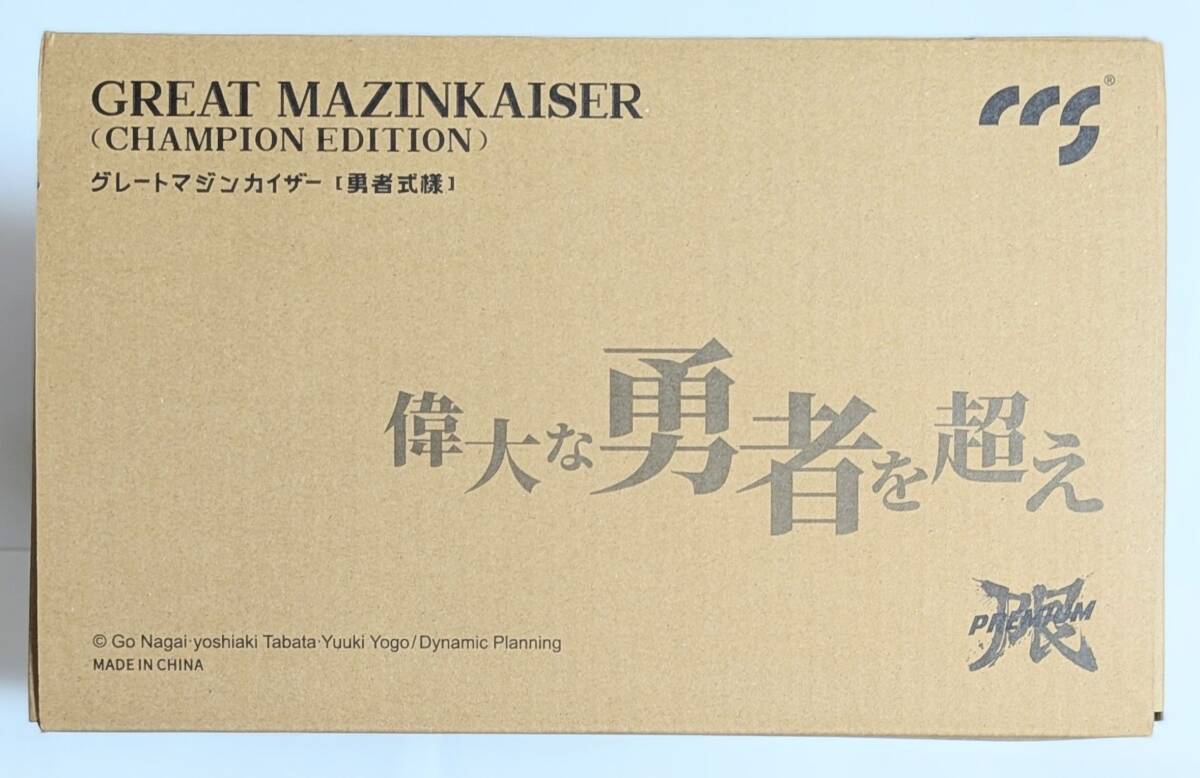 GREAT MAZINKAISER
(CHAMPION EDITION)
グレートマジンカイザー [勇者式樣]
ccs®
偉大な勇者を超え
限
PREMIUM
© Go Nagai·yoshiaki Tabata·Yuuki Yogo/Dynamic Planning
MADE IN CHINA